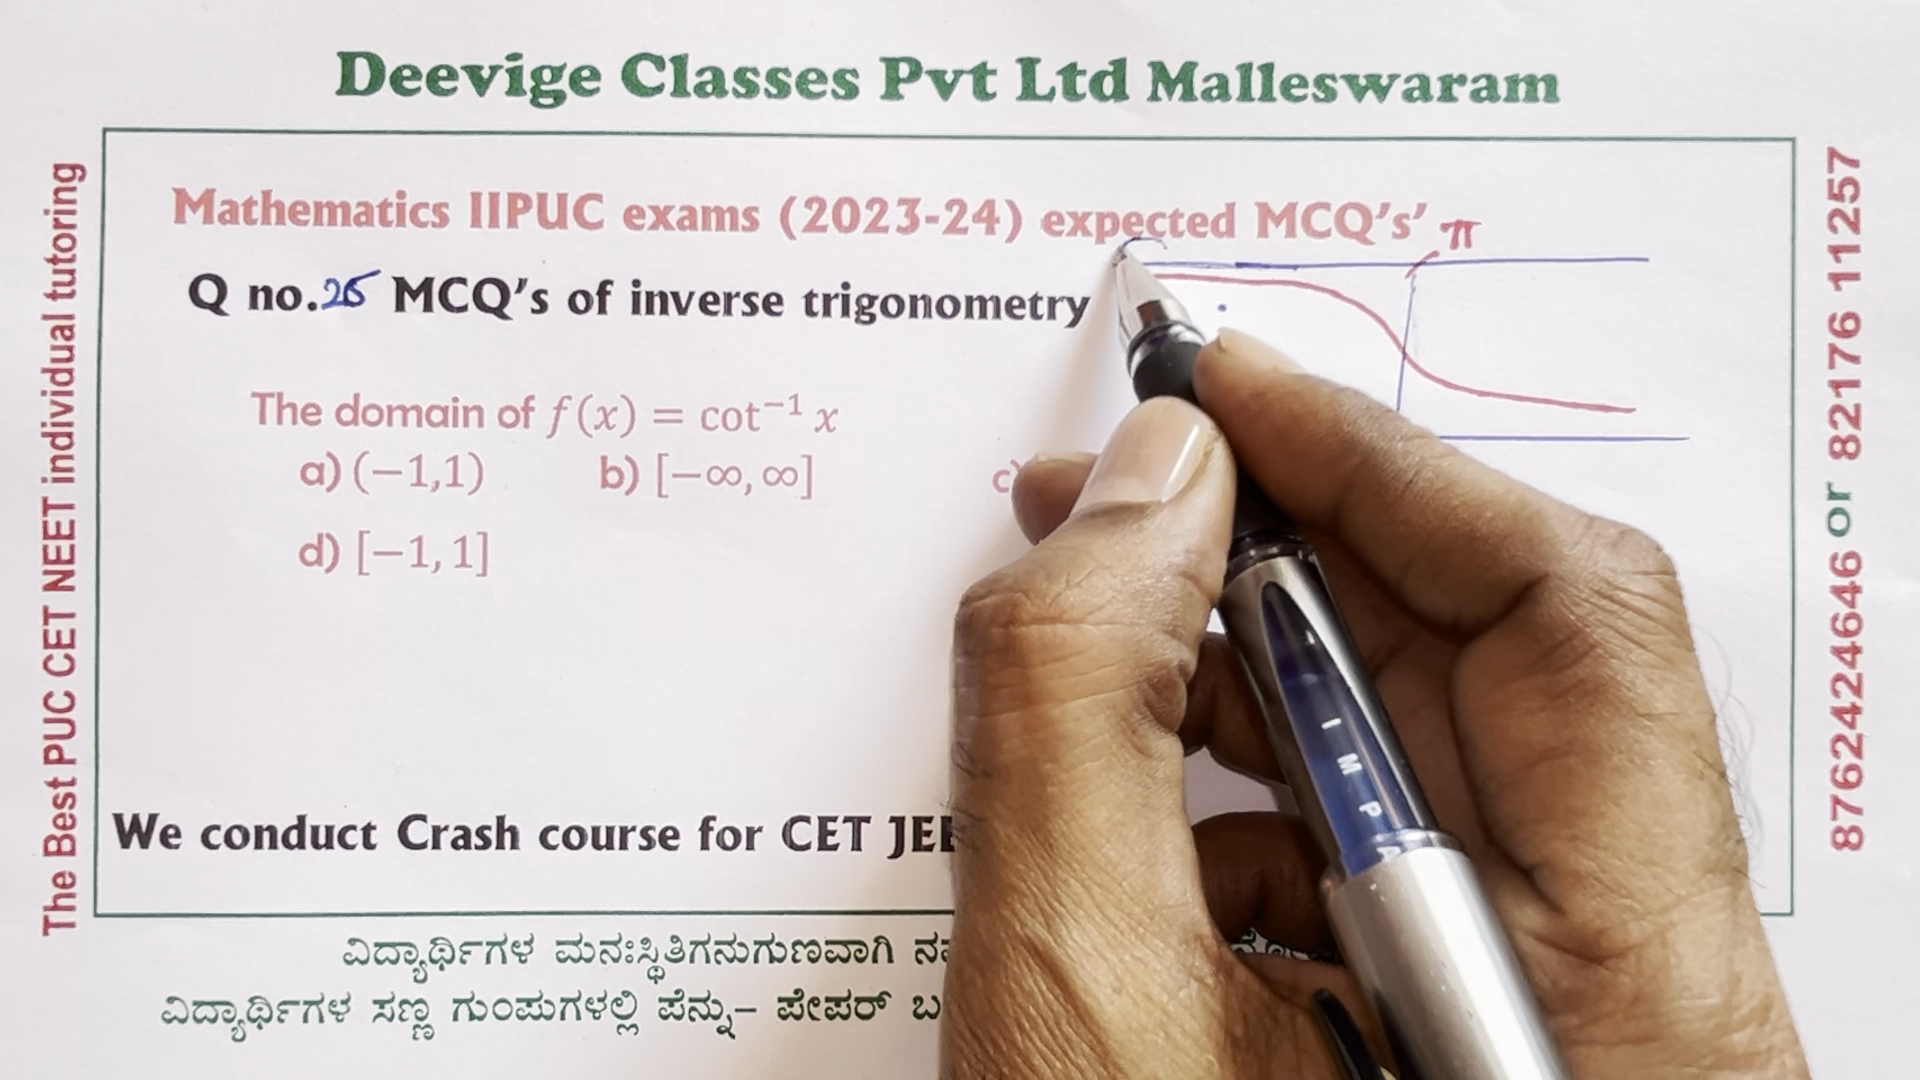 Deevige Classes Pvt Ltd Malleswaram
The Best PUC CET NEET individual tutoring
Mathematics IIPUC exams (2023-24) expected MCQ's'
π
Q no.26 MCQ's of inverse trigonometry
The domain of f(x) = cot⁻¹ x
a) (−1,1) b) [−∞,∞] c)
d) [−1, 1]
We conduct Crash course for CET JEE
ವಿದ್ಯಾರ್ಥಿಗಳ ಮನಃಸ್ಥಿತಿಗನುಗುಣವಾಗಿ
ವಿದ್ಯಾರ್ಥಿಗಳ ಸಣ್ಣ ಗುಂಪುಗಳಲ್ಲಿ ಪೆನ್ನು– ಪೇಪರ್
8762424646 or 82176 11257